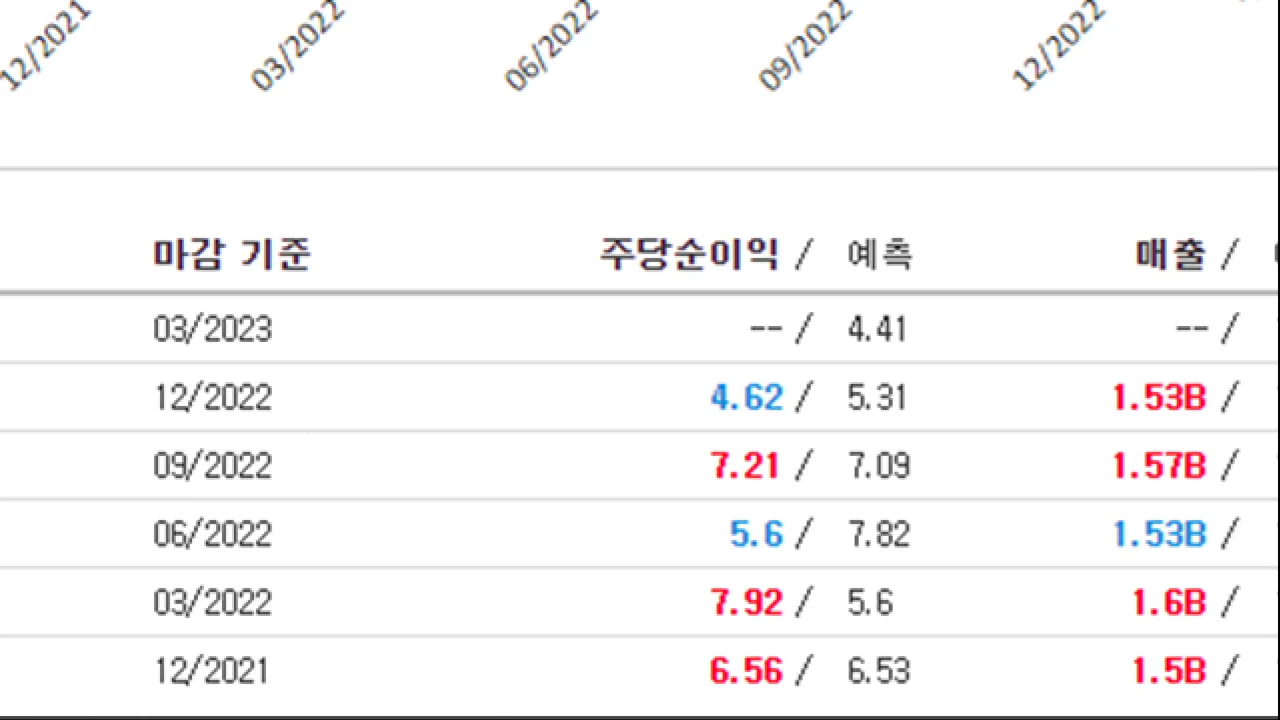 12/2021 03/2022 06/2022 09/2022 12/2022
마감 기준 주당순이익 / 예측 매출 /
03/2023 -- / 4.41 -- /
12/2022 4.62 / 5.31 1.53B /
09/2022 7.21 / 7.09 1.57B /
06/2022 5.6 / 7.82 1.53B /
03/2022 7.92 / 5.6 1.6B /
12/2021 6.56 / 6.53 1.5B /